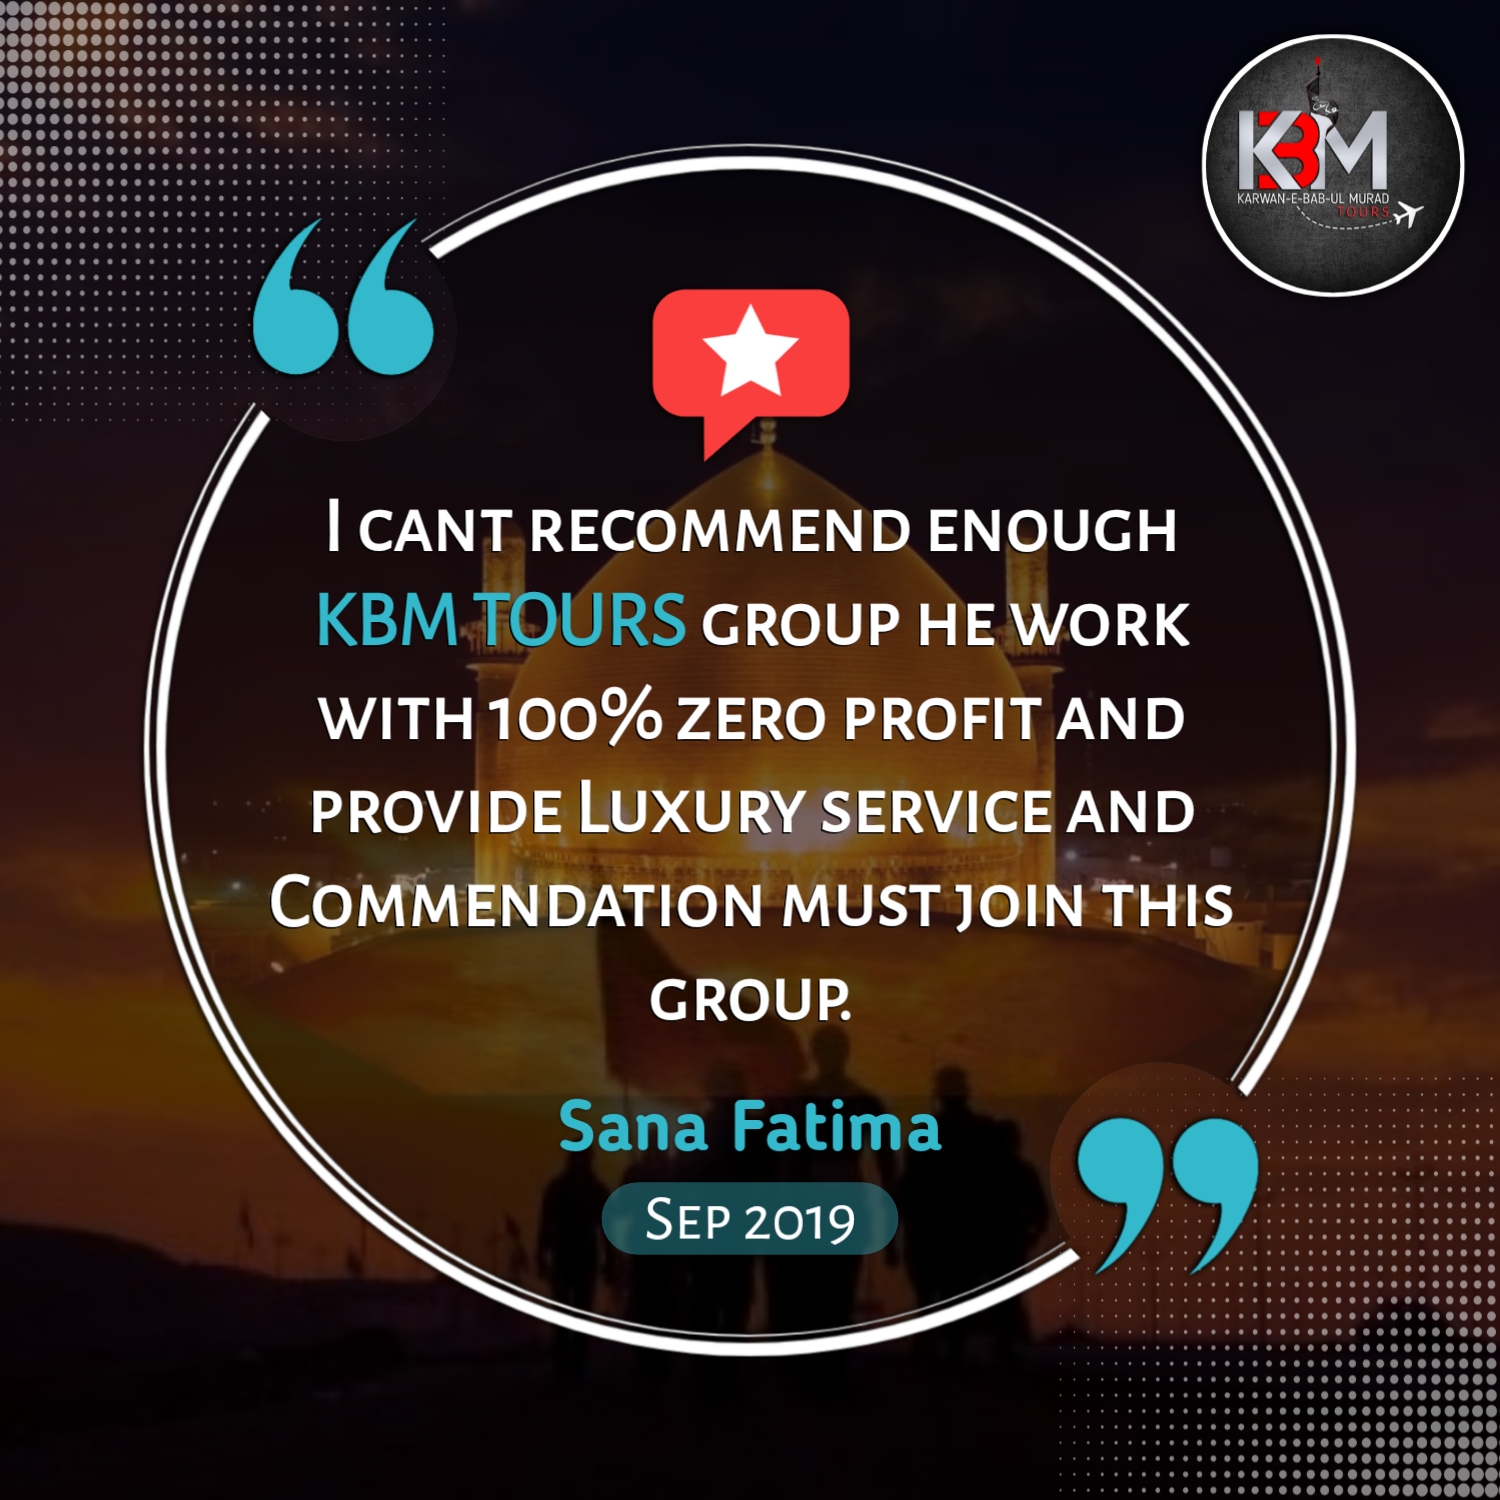 KBM
KARWAN-E-BAB-UL MURAD
TOURS
I CANT RECOMMEND ENOUGH
KBM TOURS GROUP HE WORK
WITH 100% ZERO PROFIT AND
PROVIDE LUXURY SERVICE AND
COMMENDATION MUST JOIN THIS
GROUP.
Sana Fatima
SEP 2019